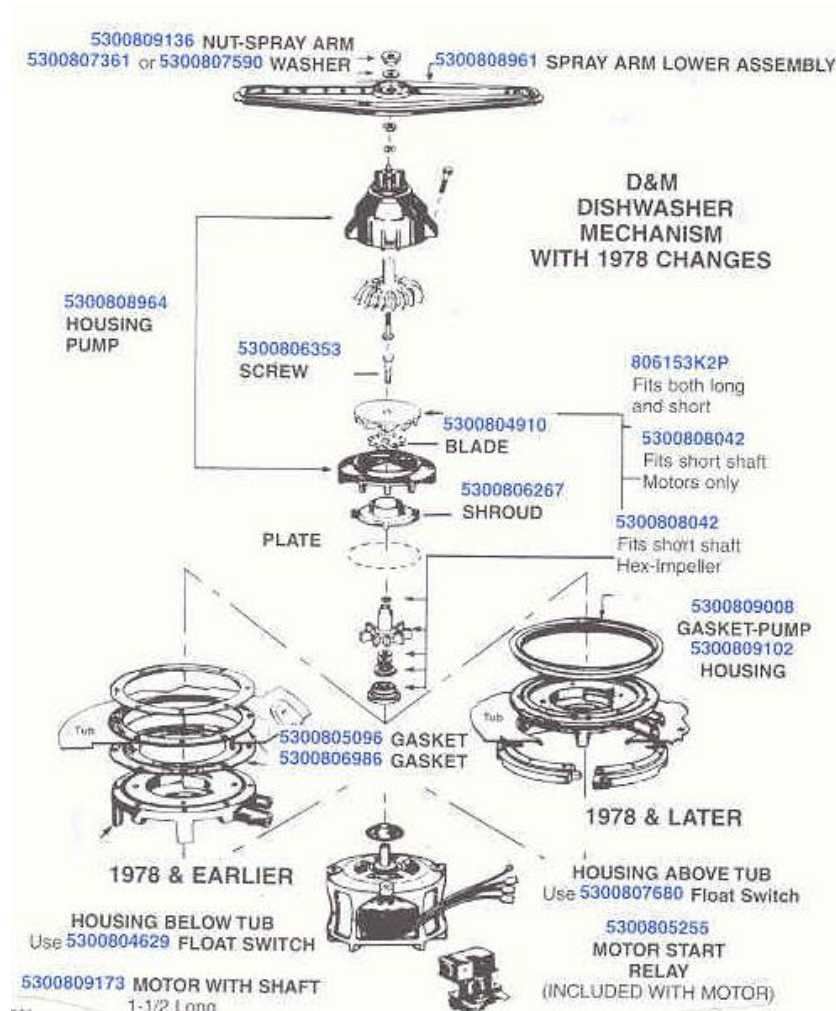 5300809136 NUT-SPRAY ARM
5300807361 or 5300807590 WASHER
5300808961 SPRAY ARM LOWER ASSEMBLY
D&M
DISHWASHER
MECHANISM
WITH 1978 CHANGES
5300808964
HOUSING
PUMP
5300806353
SCREW
806153K2P
Fits both long
and short
5300804910
BLADE
5300808042
Fits short shaft
Motors only
5300806267
SHROUD
5300808042
Fits short shaft
Hex-Impeller
PLATE
5300809008
GASKET-PUMP
5300809102
HOUSING
Tub
Tub
5300805096 GASKET
5300806986 GASKET
1978 & LATER
1978 & EARLIER
HOUSING ABOVE TUB
Use 5300807680 Float Switch
HOUSING BELOW TUB
Use 5300804629 FLOAT SWITCH
5300805255
MOTOR START
RELAY
(INCLUDED WITH MOTOR)
5300809173 MOTOR WITH SHAFT
1-1/2 Long